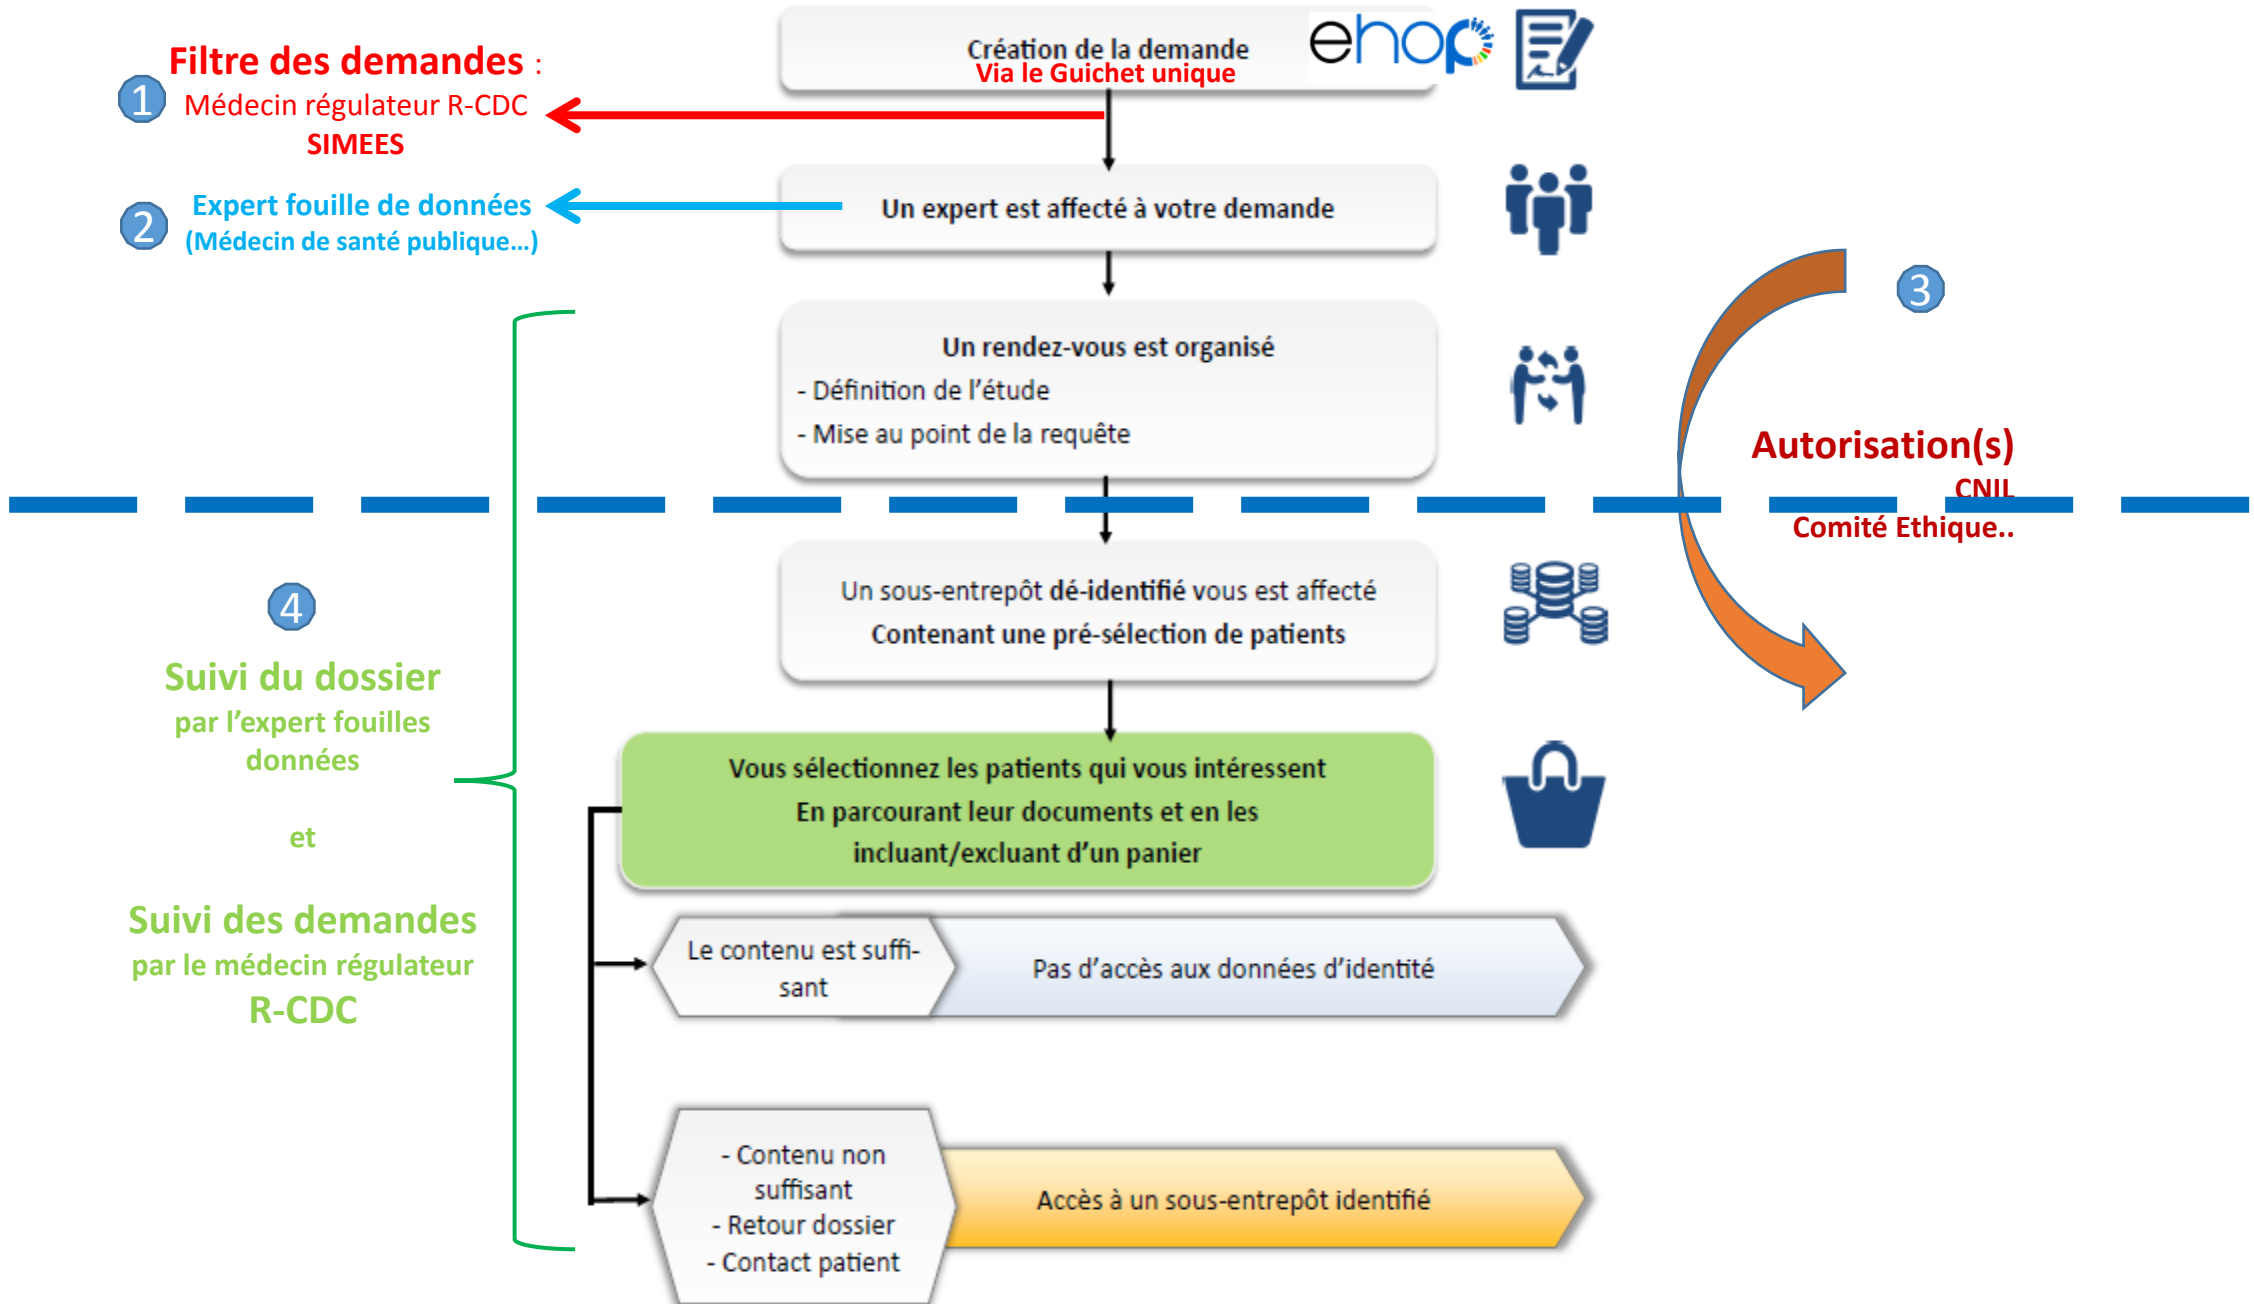 Création de la demande
Via le Guichet unique
ehop
Filtre des demandes :
1
Médecin régulateur R-CDC
SIMEES
2
Expert fouille de données
(Médecin de santé publique...)
Un expert est affecté à votre demande
3
Un rendez-vous est organisé
- Définition de l'étude
- Mise au point de la requête
Autorisation(s)
CNIL
Comité Ethique..
Un sous-entrepôt dé-identifié vous est affecté
Contenant une pré-sélection de patients
4
Suivi du dossier
par l'expert fouilles
données
et
Suivi des demandes
par le médecin régulateur
R-CDC
Vous sélectionnez les patients qui vous intéressent
En parcourant leur documents et en les
incluant/excluant d'un panier
Le contenu est suffi-
sant
Pas d'accès aux données d'identité
- Contenu non
suffisant
- Retour dossier
- Contact patient
Accès à un sous-entrepôt identifié